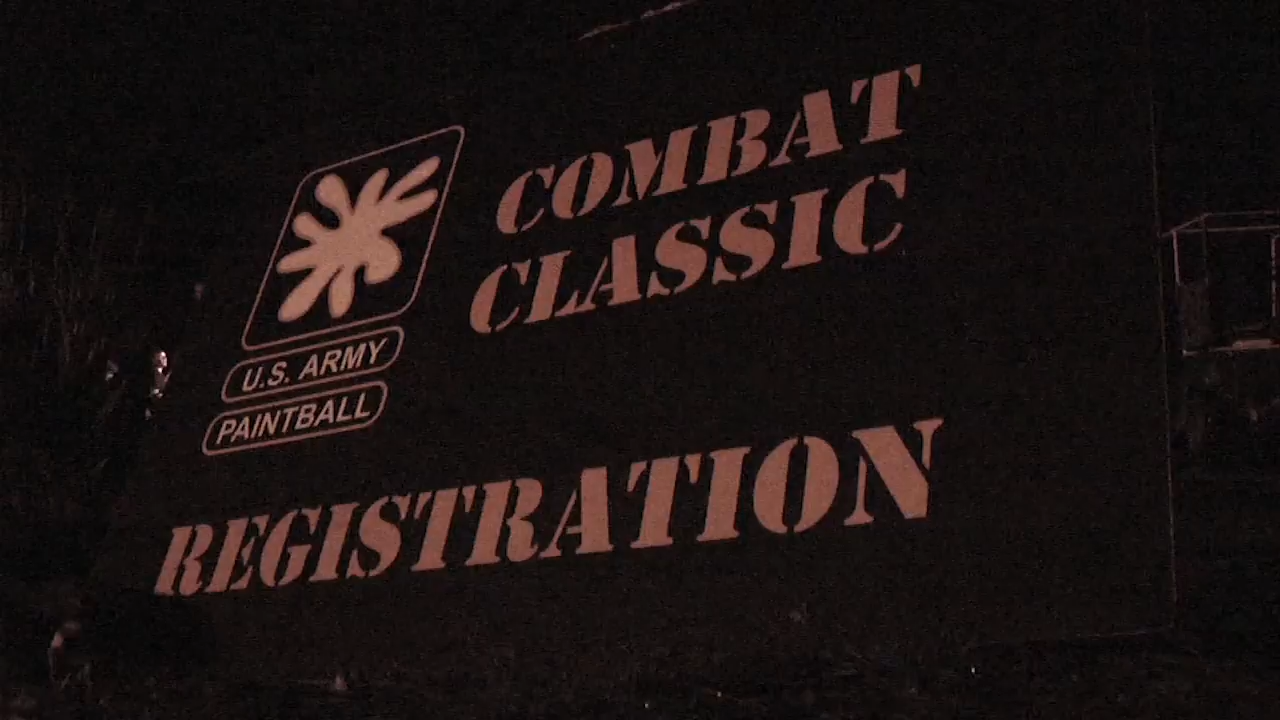 COMBAT
CLASSIC
U.S. ARMY
PAINTBALL
REGISTRATION